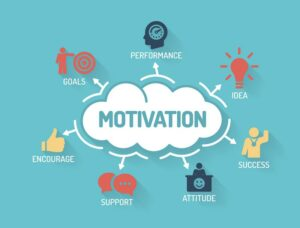 PERFORMANCE
GOALS
IDEA
MOTIVATION
ENCOURAGE
SUCCESS
SUPPORT
ATTITUDE